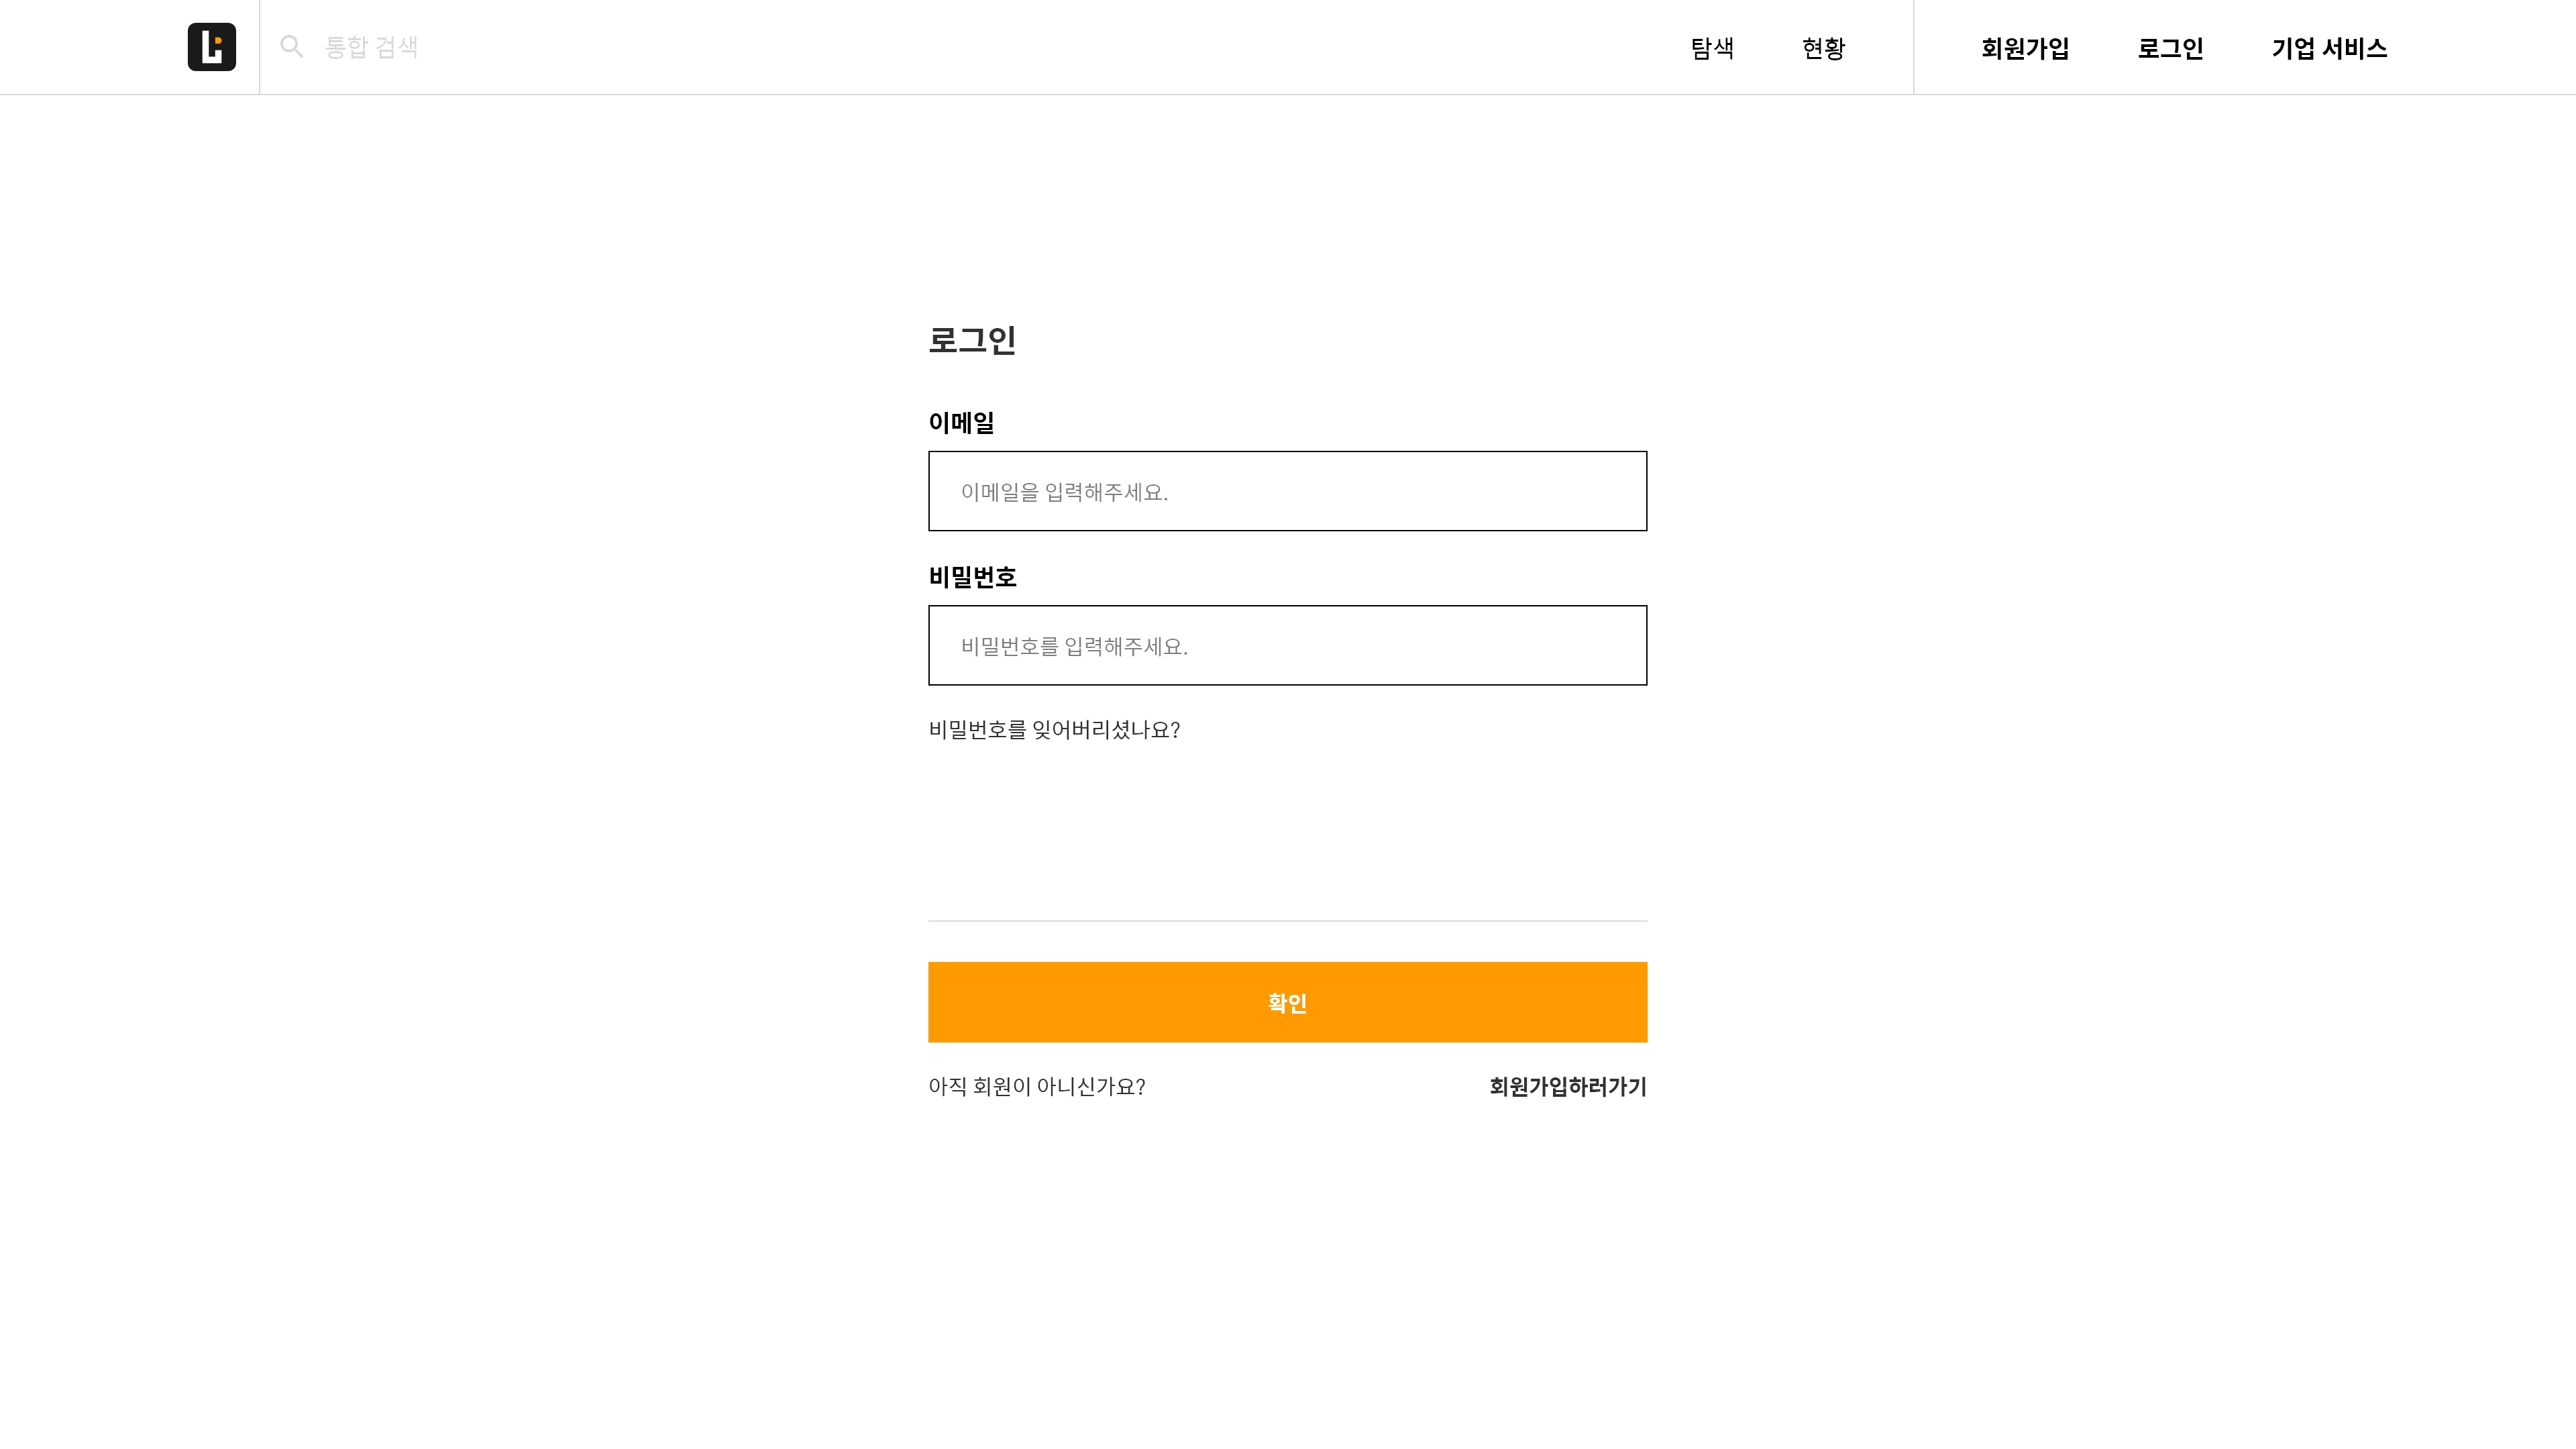 통합 검색
탐색
현황
회원가입
로그인
기업 서비스
로그인
이메일
이메일을 입력해주세요.
비밀번호
비밀번호를 입력해주세요.
비밀번호를 잊어버리셨나요?
확인
아직 회원이 아니신가요?
회원가입하러가기